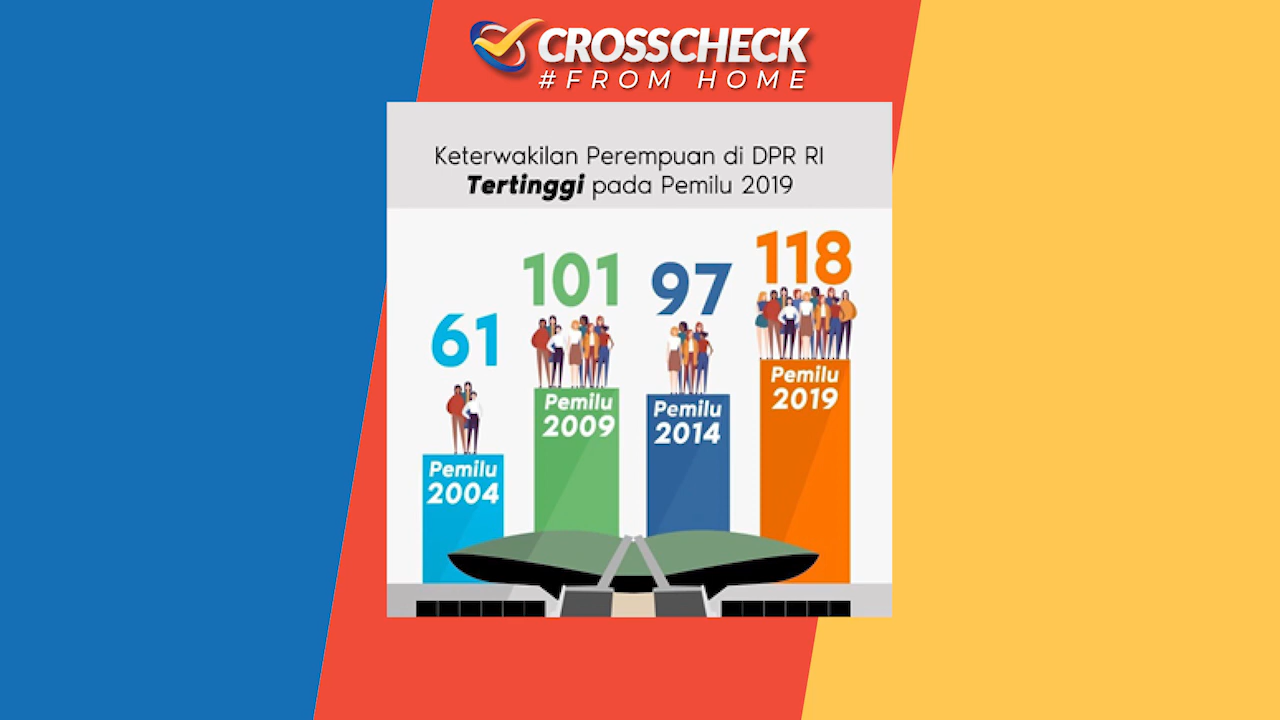 CROSSCHECK
#FROM HOME
Keterwakilan Perempuan di DPR RI
Tertinggi pada Pemilu 2019
61
101
97
118
Pemilu
2004
Pemilu
2009
Pemilu
2014
Pemilu
2019